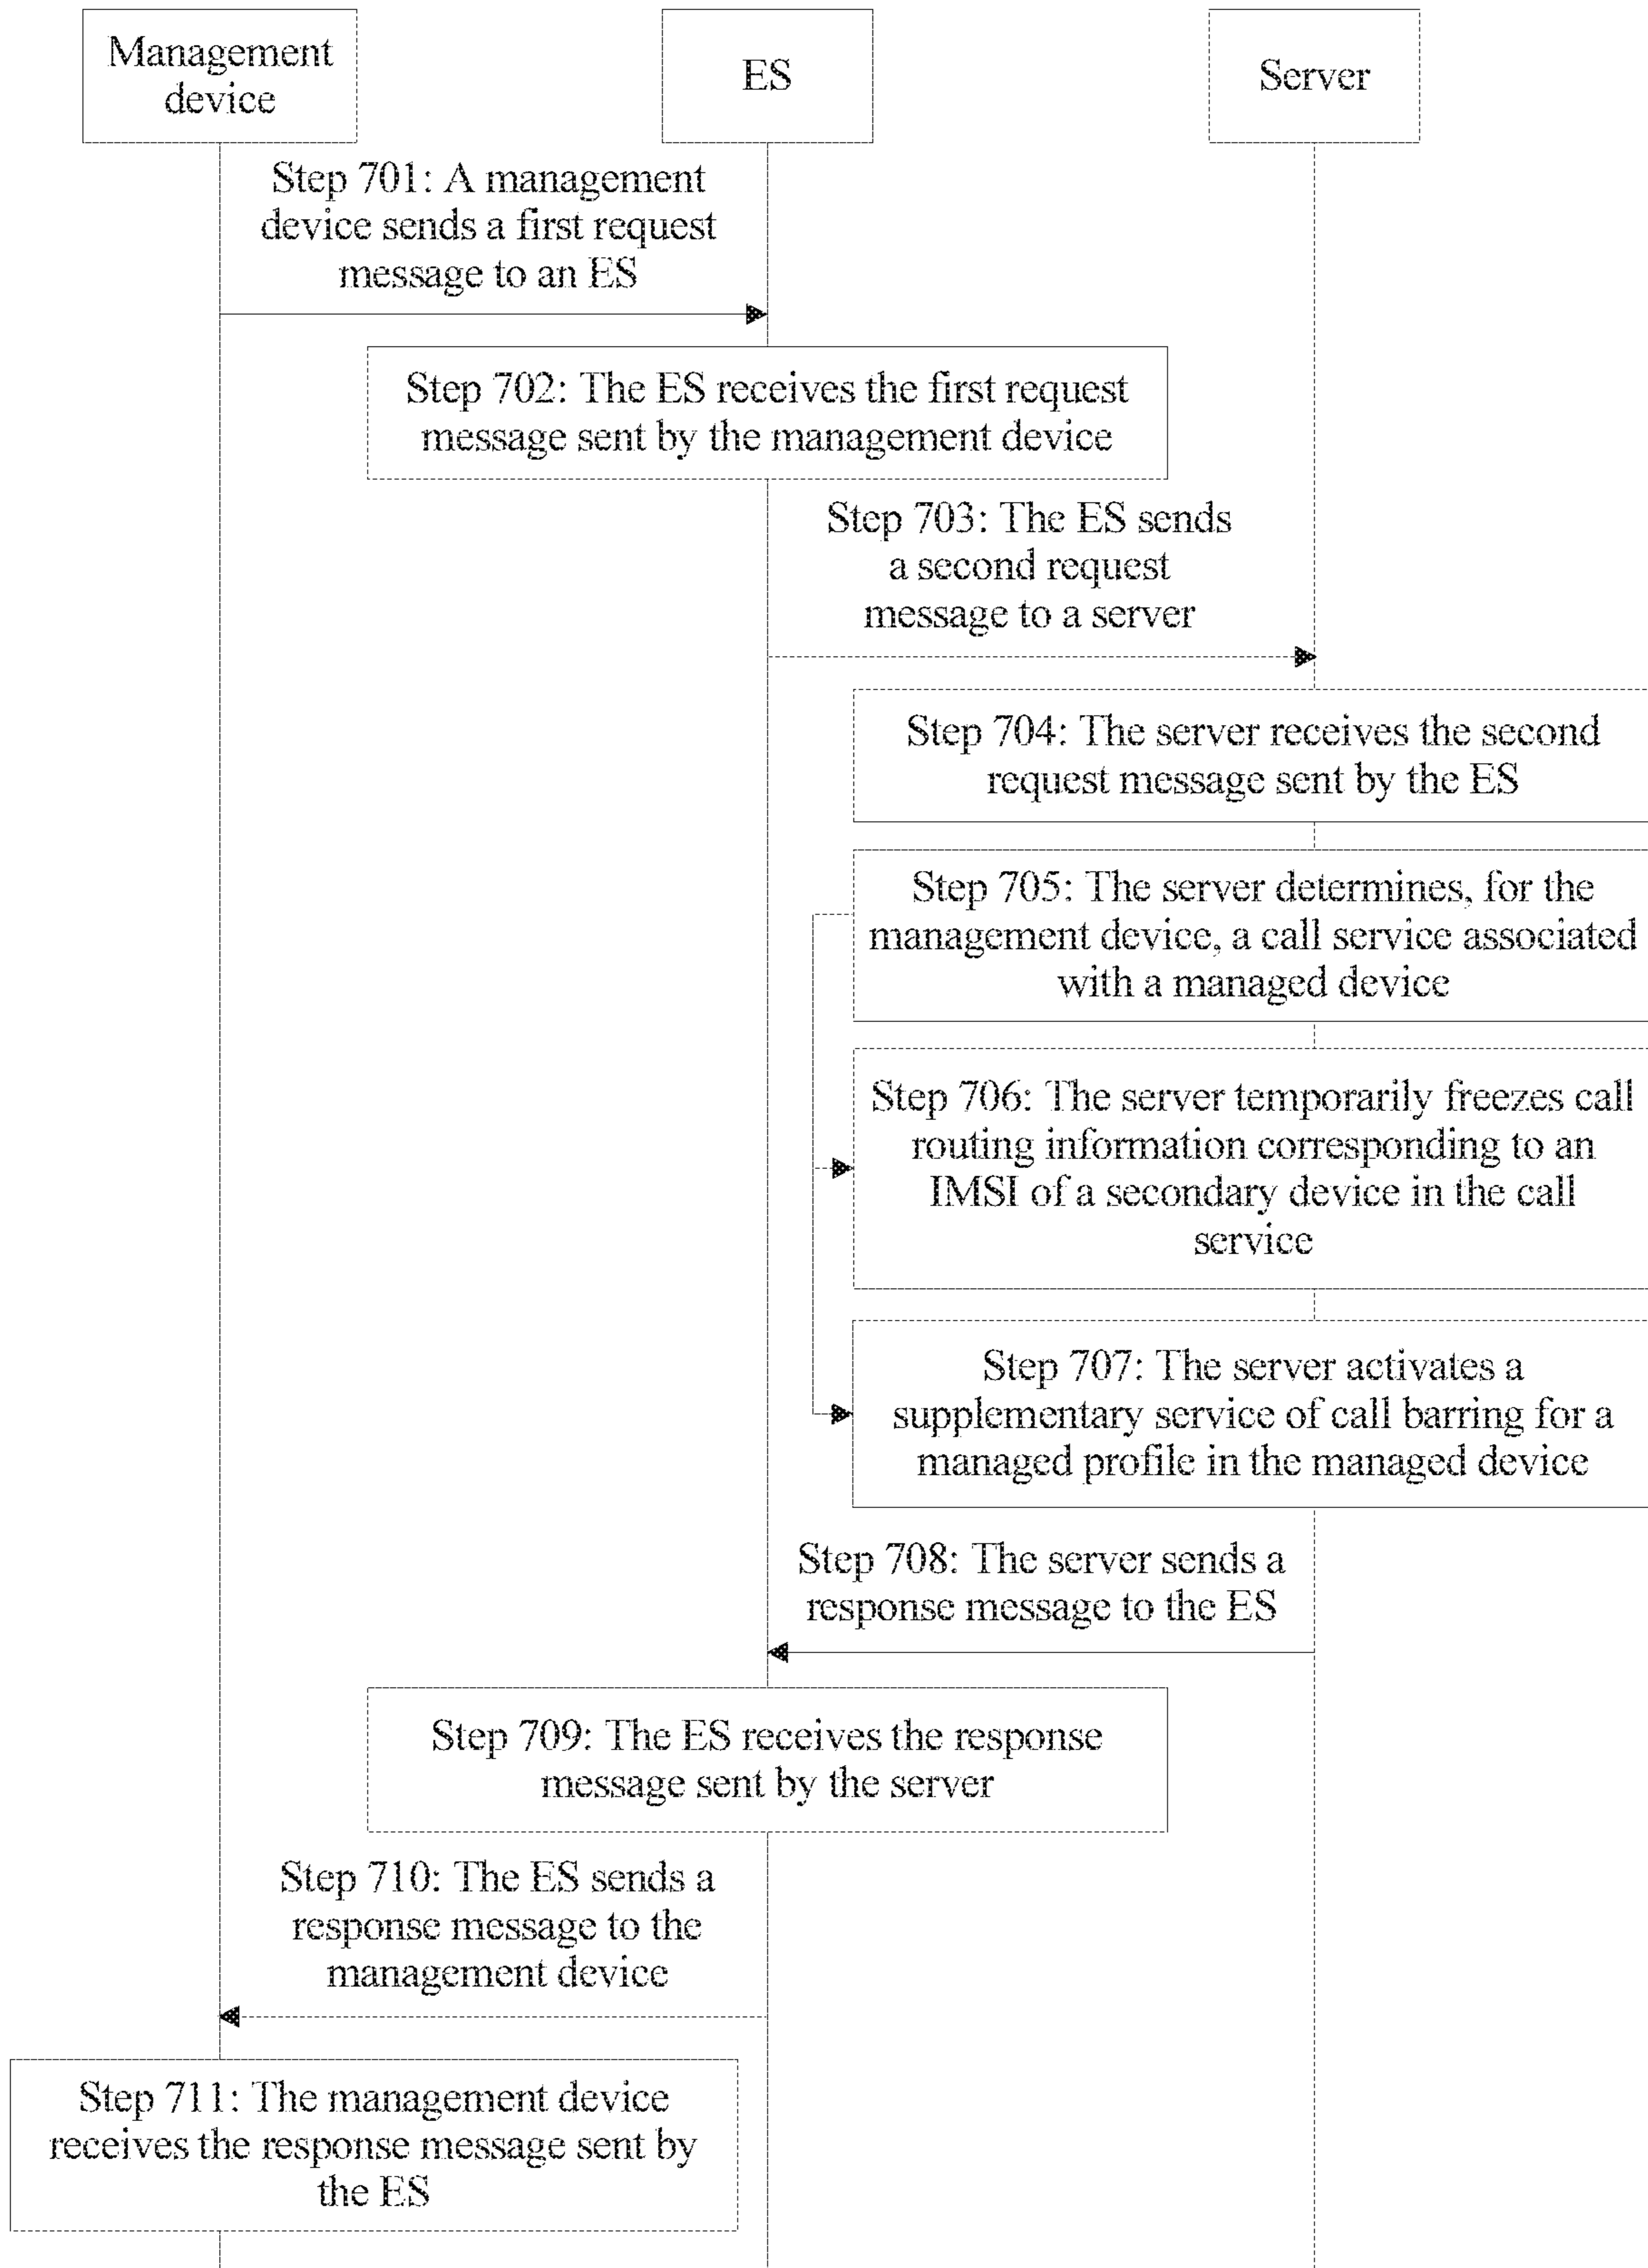 Management
device
ES
Server
Step 701: A management
device sends a first request
message to an ES
Step 702: The ES receives the first request
message sent by the management device
Step 703: The ES sends
a second request
message to a server
Step 704: The server receives the second
request message sent by the ES
Step 705: The server determines, for the
management device, a call service associated
with a managed device
Step 706: The server temporarily freezes call
routing information corresponding to an
IMSI of a secondary device in the call
service
Step 707: The server activates a
supplementary service of call barring for a
managed profile in the managed device
Step 708: The server sends a
response message to the ES
Step 709: The ES receives the response
message sent by the server
Step 710: The ES sends a
response message to the
management device
Step 711: The management device
receives the response message sent by
the ES